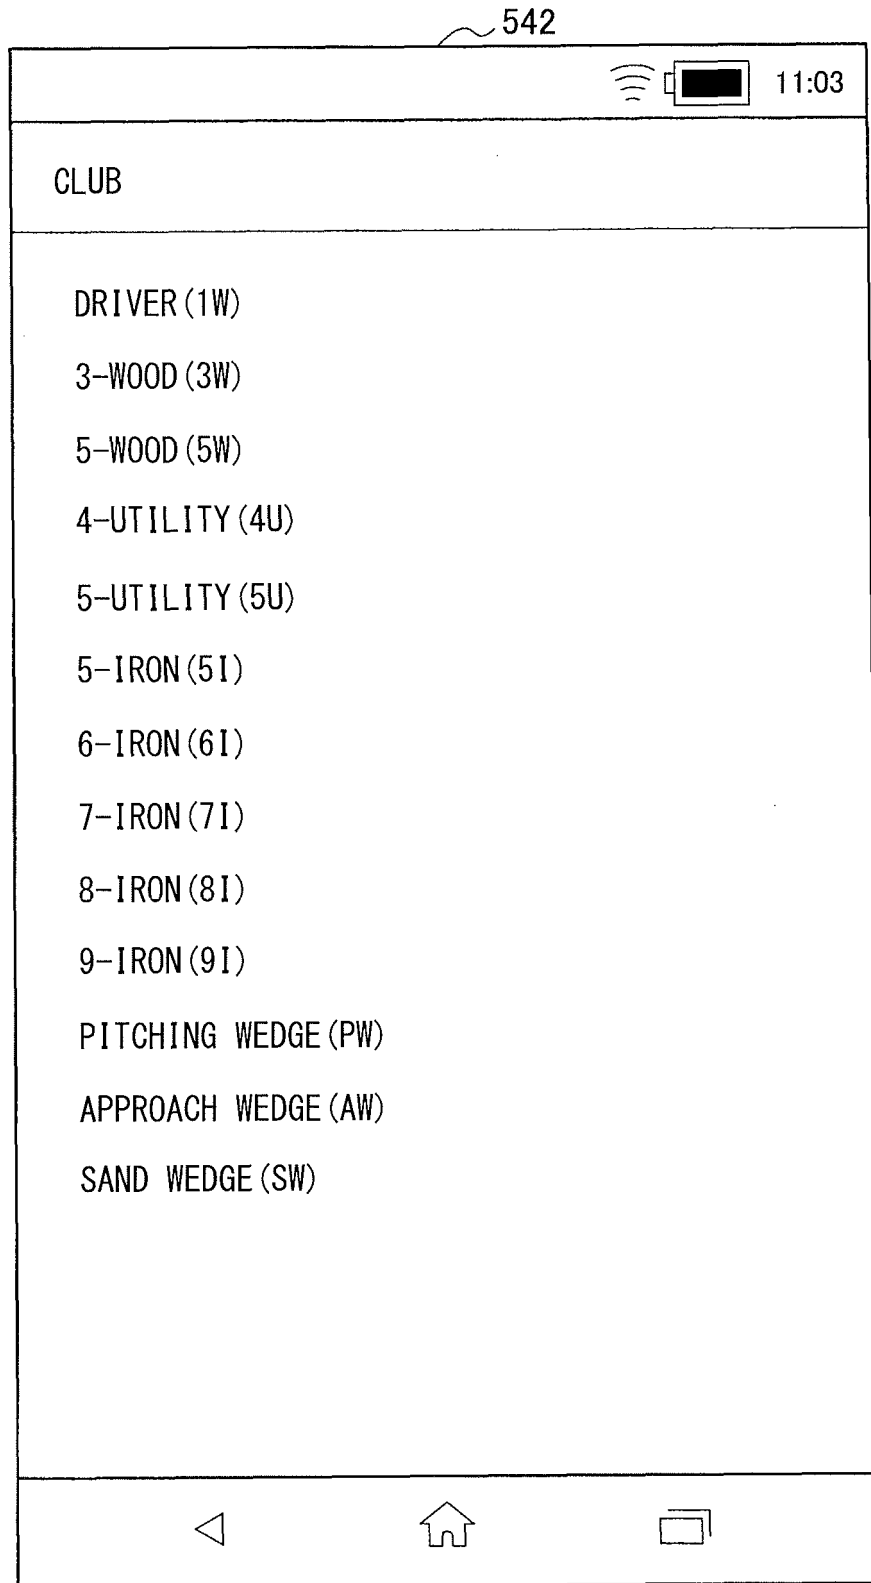 542
11:03
CLUB
DRIVER(1W)
3-WOOD(3W)
5-WOOD(5W)
4-UTILITY(4U)
5-UTILITY(5U)
5-IRON(5I)
6-IRON(6I)
7-IRON(7I)
8-IRON(8I)
9-IRON(9I)
PITCHING WEDGE(PW)
APPROACH WEDGE(AW)
SAND WEDGE(SW)